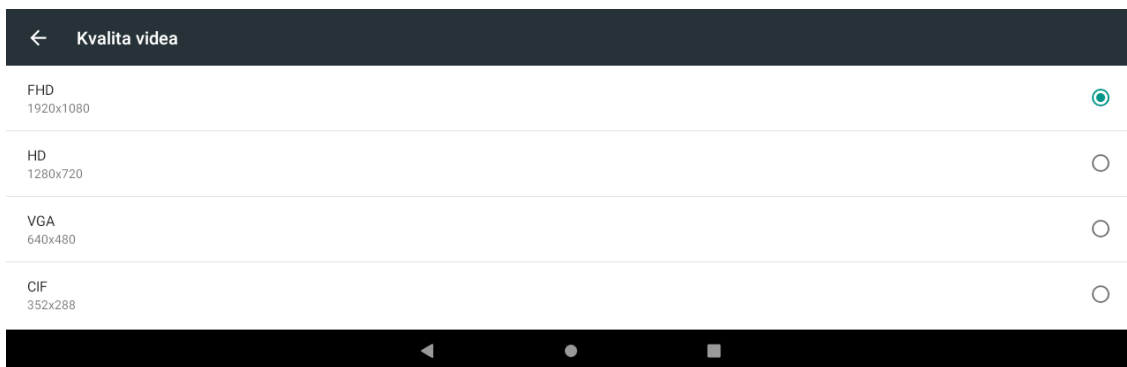 Kvalita videa
FHD
1920x1080
HD
1280x720
VGA
640x480
CIF
352x288